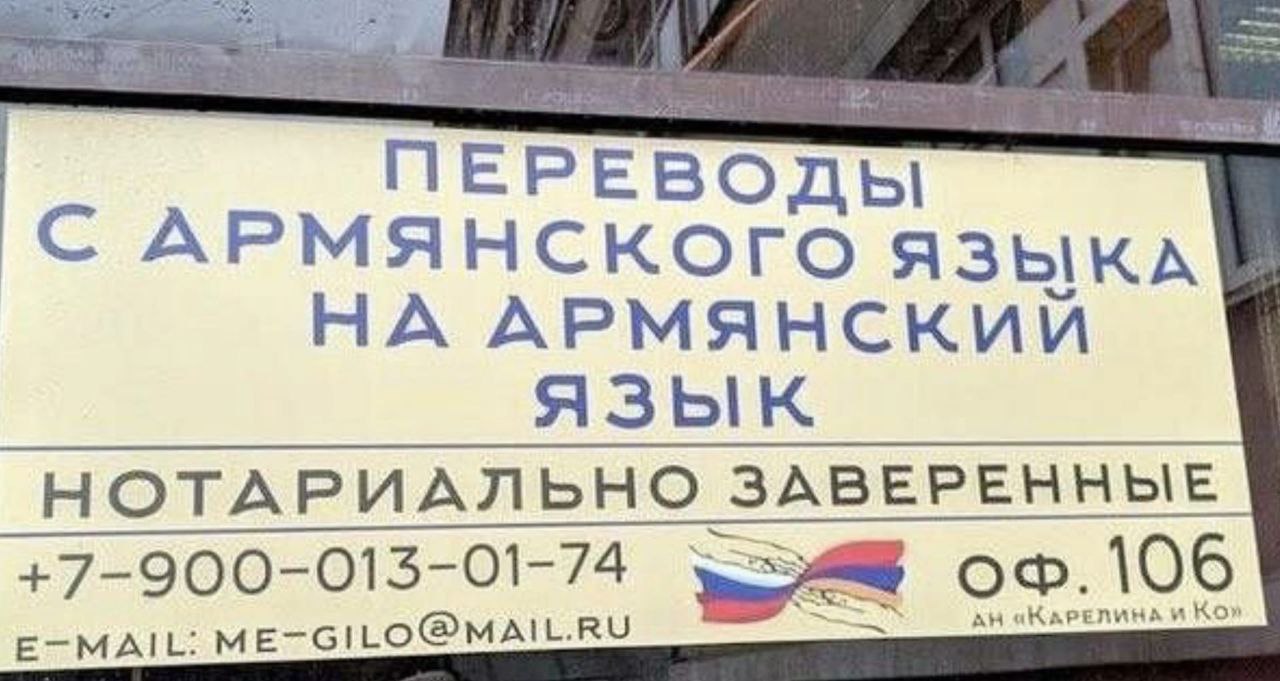 ПЕРЕВОДЫ
С АРМЯНСКОГО ЯЗЫКА
НА АРМЯНСКИЙ
ЯЗЫК
НОТАРИАЛЬНО ЗАВЕРЕННЫЕ
+7-900-013-01-74
E-MAIL: ME-GILO@MAIL.RU
ОФ. 106
АН «КАРЕЛИНА И КО»